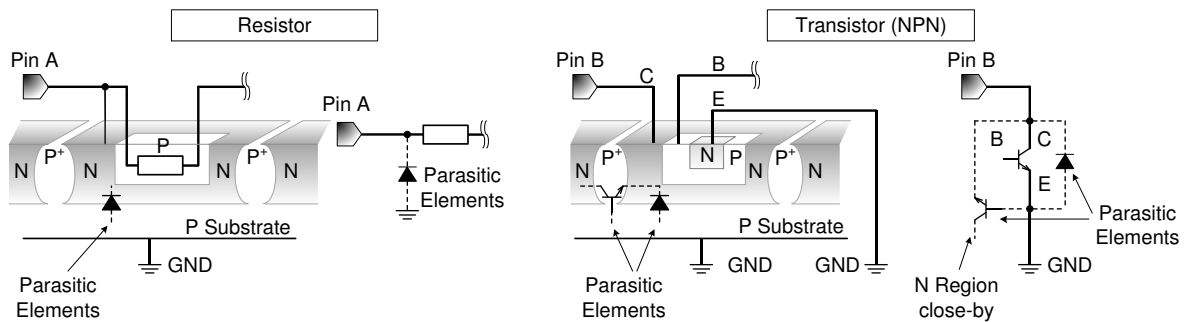 Resistor
Transistor (NPN)
Pin A
Pin A
P
N
P+
N
P+
N
N
Parasitic
Elements
P Substrate
GND
Parasitic
Elements
Pin B
C
B
E
N
P+
N
N
P
P+
N
N
P Substrate
GND
GND
Parasitic
Elements
Pin B
B
C
E
Parasitic
Elements
GND
N Region
close-by